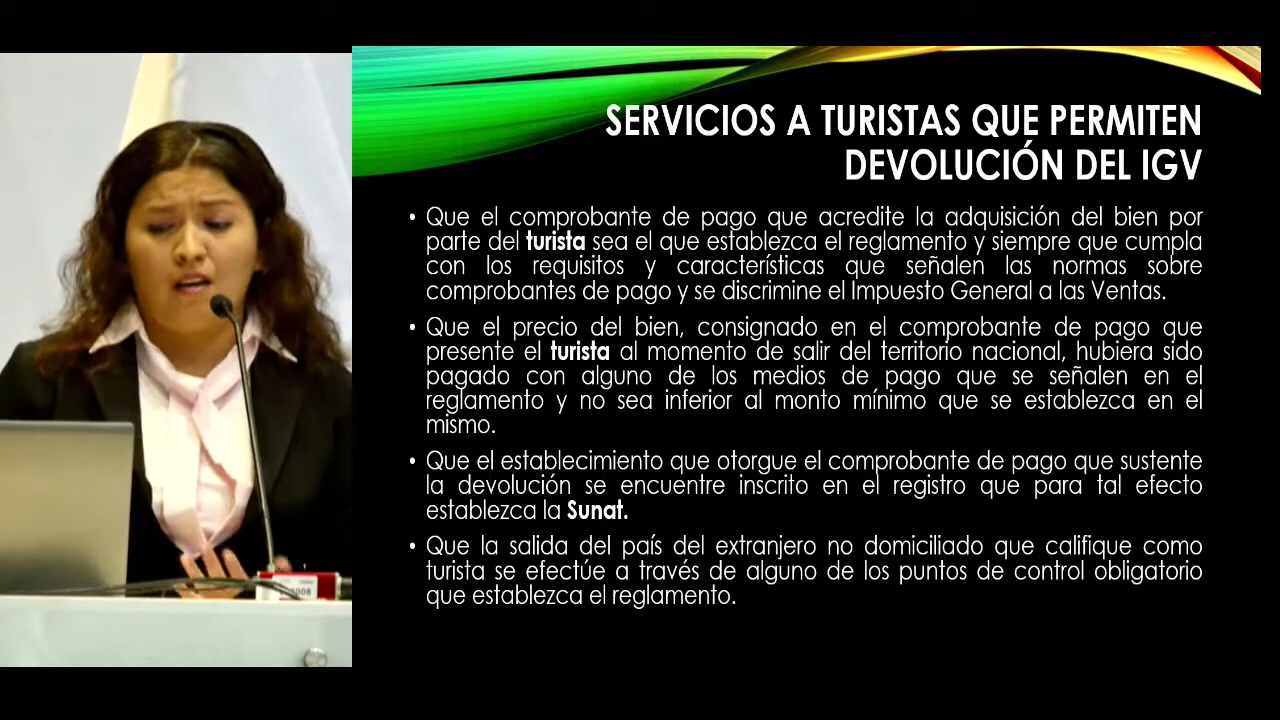 SERVICIOS A TURISTAS QUE PERMITEN
DEVOLUCIÓN DEL IGV
• Que el comprobante de pago que acredite la adquisición del bien por
parte del turista sea el que establezca el reglamento y siempre que cumpla
con los requisitos y características que señalen las normas sobre
comprobantes de pago y se discrimine el Impuesto General a las Ventas.
• Que el precio del bien, consignado en el comprobante de pago que
presente el turista al momento de salir del territorio nacional, hubiera sido
pagado con alguno de los medios de pago que se señalen en el
reglamento y no sea inferior al monto mínimo que se establezca en el
mismo.
• Que el establecimiento que otorgue el comprobante de pago que sustente
la devolución se encuentre inscrito en el registro que para tal efecto
establezca la Sunat.
• Que la salida del país del extranjero no domiciliado que califique como
turista se efectúe a través de alguno de los puntos de control obligatorio
que establezca el reglamento.